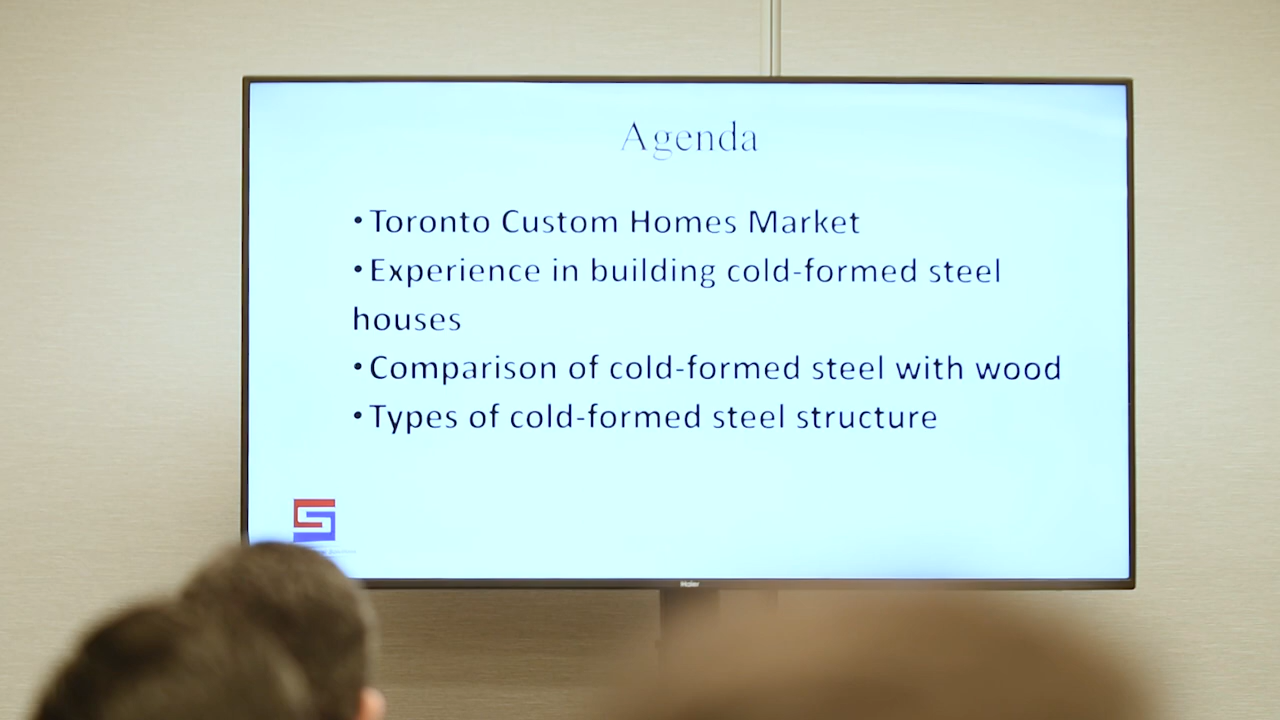 Agenda
•Toronto Custom Homes Market
•Experience in building cold-formed steel
houses
•Comparison of cold-formed steel with wood
•Types of cold-formed steel structure
Haier